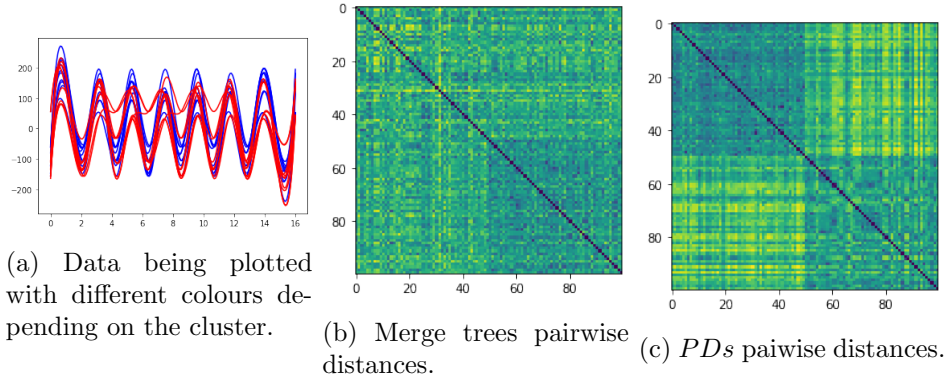 200
100
0
−100
−200
0 2 4 6 8 10 12 14 16
(a) Data being plotted
with different colours de-
pending on the cluster.
0
20
40
60
80
0 20 40 60 80
(b) Merge trees pairwise
distances.
0
20
40
60
80
0 20 40 60 80
(c) PDs paiwise distances.